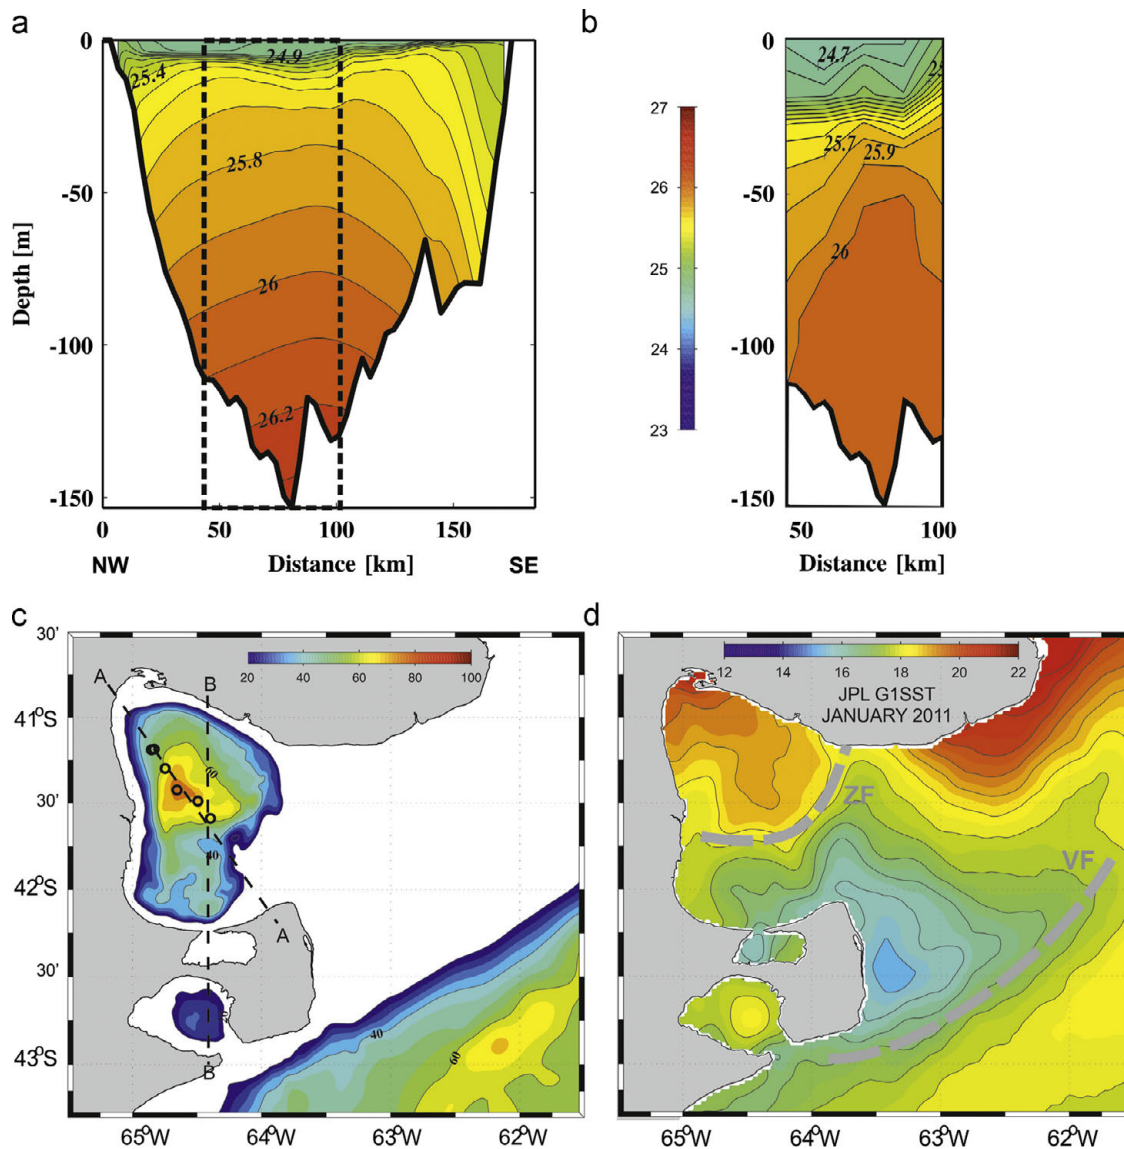 a
0
-50
-100
-150
Depth [m]
24.9
25.4
25.8
26
26.2
0 50 100 150
NW Distance [km] SE
b
0
-50
-100
-150
24.7
25.7
25.9
26
45 100
Distance [km]
27
26
25
24
23
c
30'
41°S
30'
42°S
30'
43°S
20 40 60 80 100
A
B
60
40
A
B
40
60
65°W 64°W 63°W 62°W
d
12 14 16 18 20 22
JPL G1SST
JANUARY 2011
ZF
VF
65°W 64°W 63°W 62°W